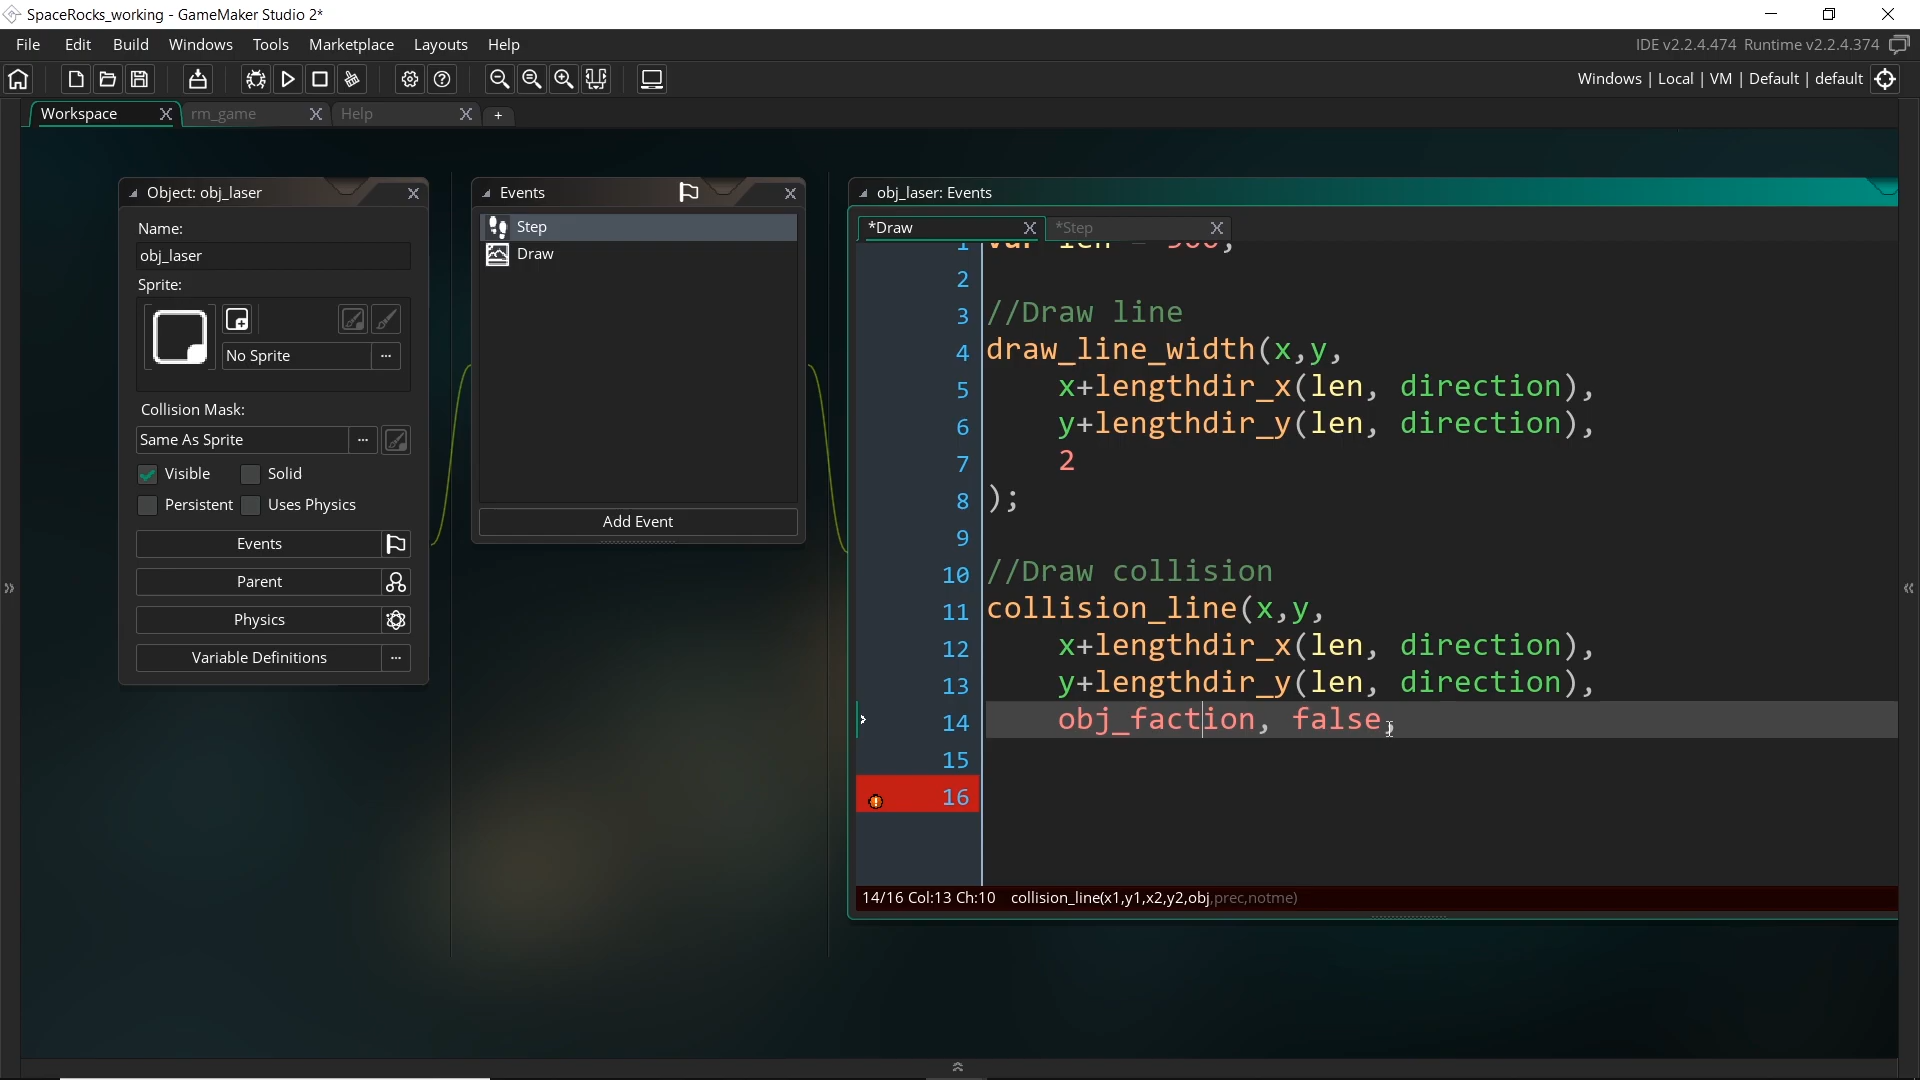 SpaceRocks_working - GameMaker Studio 2*
File Edit Build Windows Tools Marketplace Layouts Help
IDE v2.2.4.474 Runtime v2.2.4.374
Windows | Local | VM | Default | default
Workspace
rm_game
Help
+
Object: obj_laser
Name:
obj_laser
Sprite:
No Sprite
...
Collision Mask:
Same As Sprite
...
Visible
Solid
Persistent
Uses Physics
Events
Parent
Physics
Variable Definitions
...
Events
Step
Draw
Add Event
obj_laser: Events
*Draw
*Step
1 var len = 900;
2
3 //Draw line
4 draw_line_width(x,y,
5 x+lengthdir_x(len, direction),
6 y+lengthdir_y(len, direction),
7 2
8 );
9
10 //Draw collision
11 collision_line(x,y,
12 x+lengthdir_x(len, direction),
13 y+lengthdir_y(len, direction),
14 obj_faction, false,
15
16
14/16 Col:13 Ch:10 collision_line(x1,y1,x2,y2,obj,prec,notme)